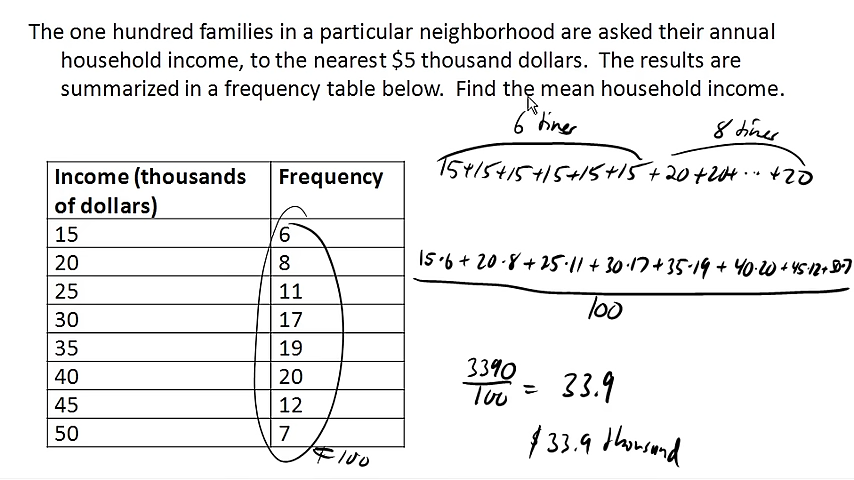 The one hundred families in a particular neighborhood are asked their annual
household income, to the nearest $5 thousand dollars. The results are
summarized in a frequency table below. Find the mean household income.
6 times 8 times
15+15+15+15+15+15+20+20+ ··· +20
Income (thousands of dollars) Frequency
15 6
20 8
25 11
30 17
35 19
40 20
45 12
50 7
=100
15·6+20·8+25·11+30·17+35·19+40·20+45·12+50·7
100
3390
100
= 33.9
$33.9 thousand